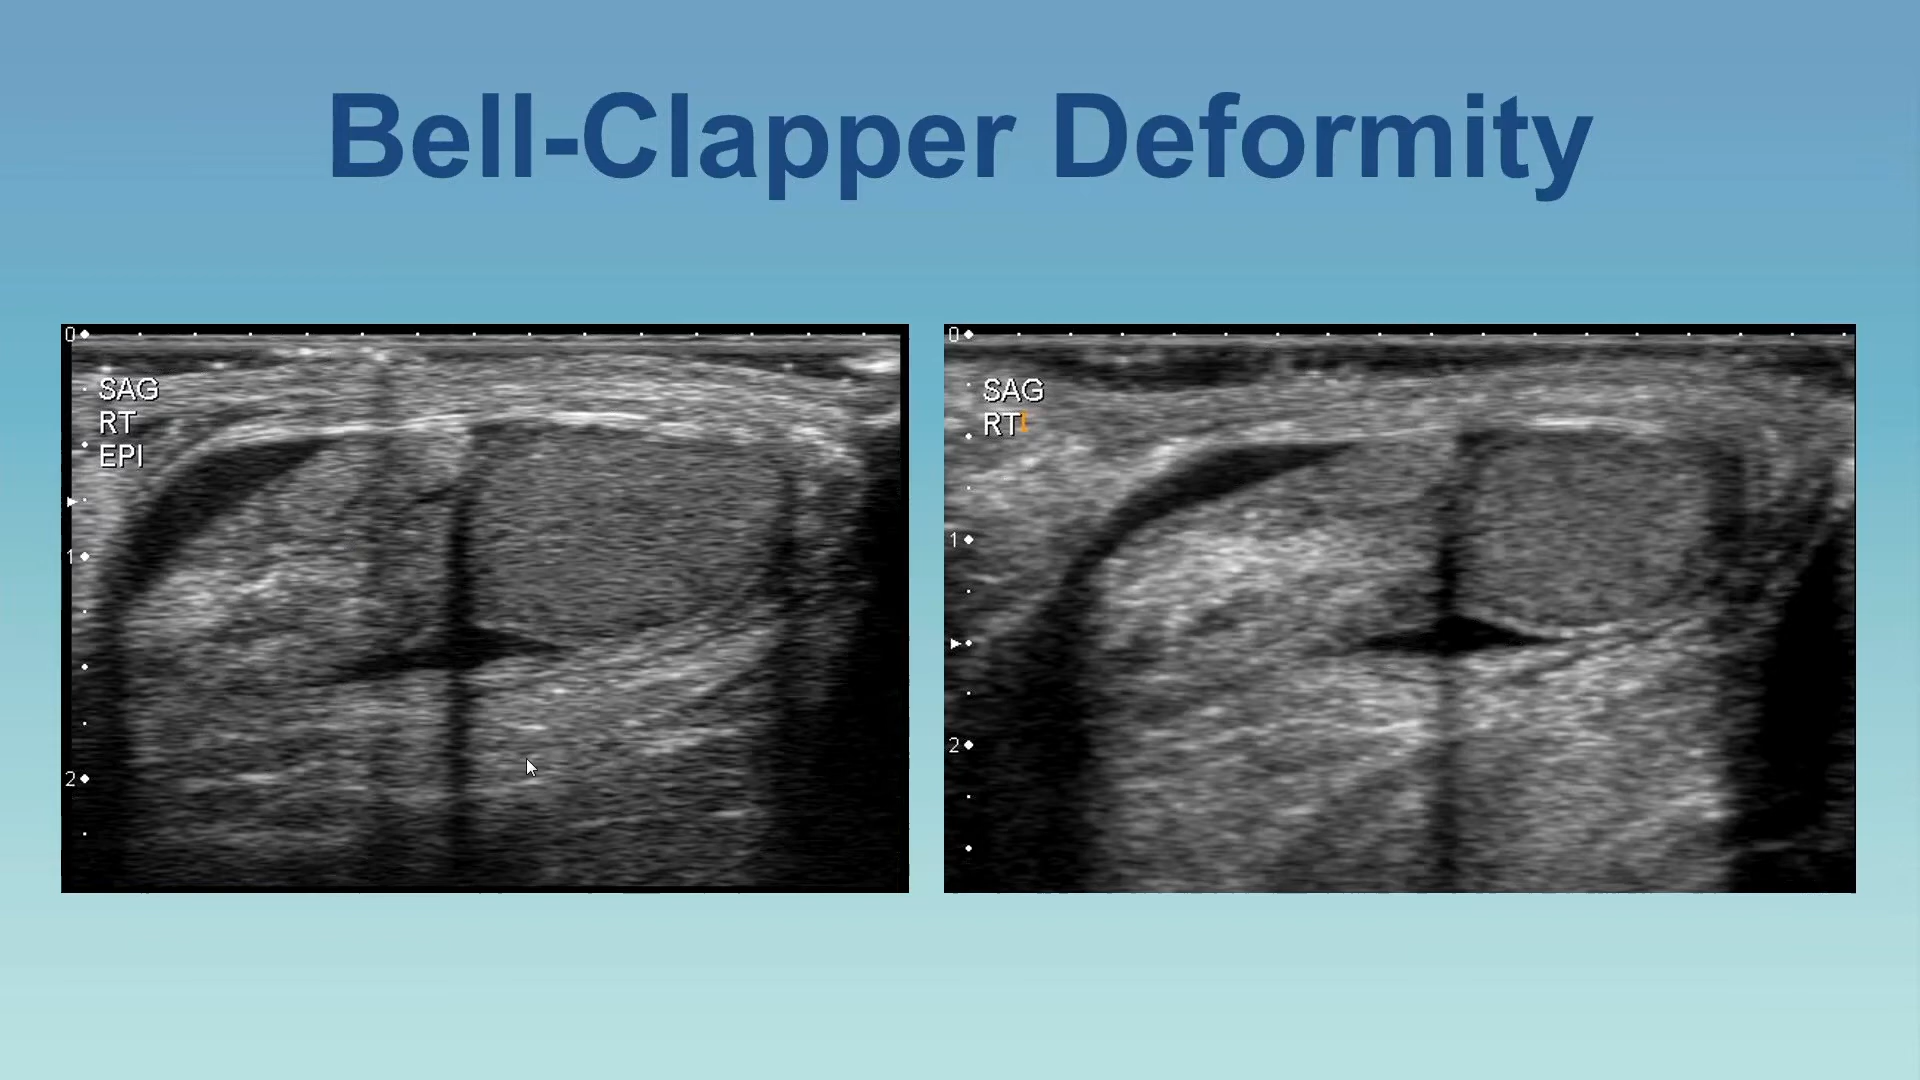 Bell-Clapper Deformity
0
SAG
RT
EPI
1
2
0
SAG
RT
1
2